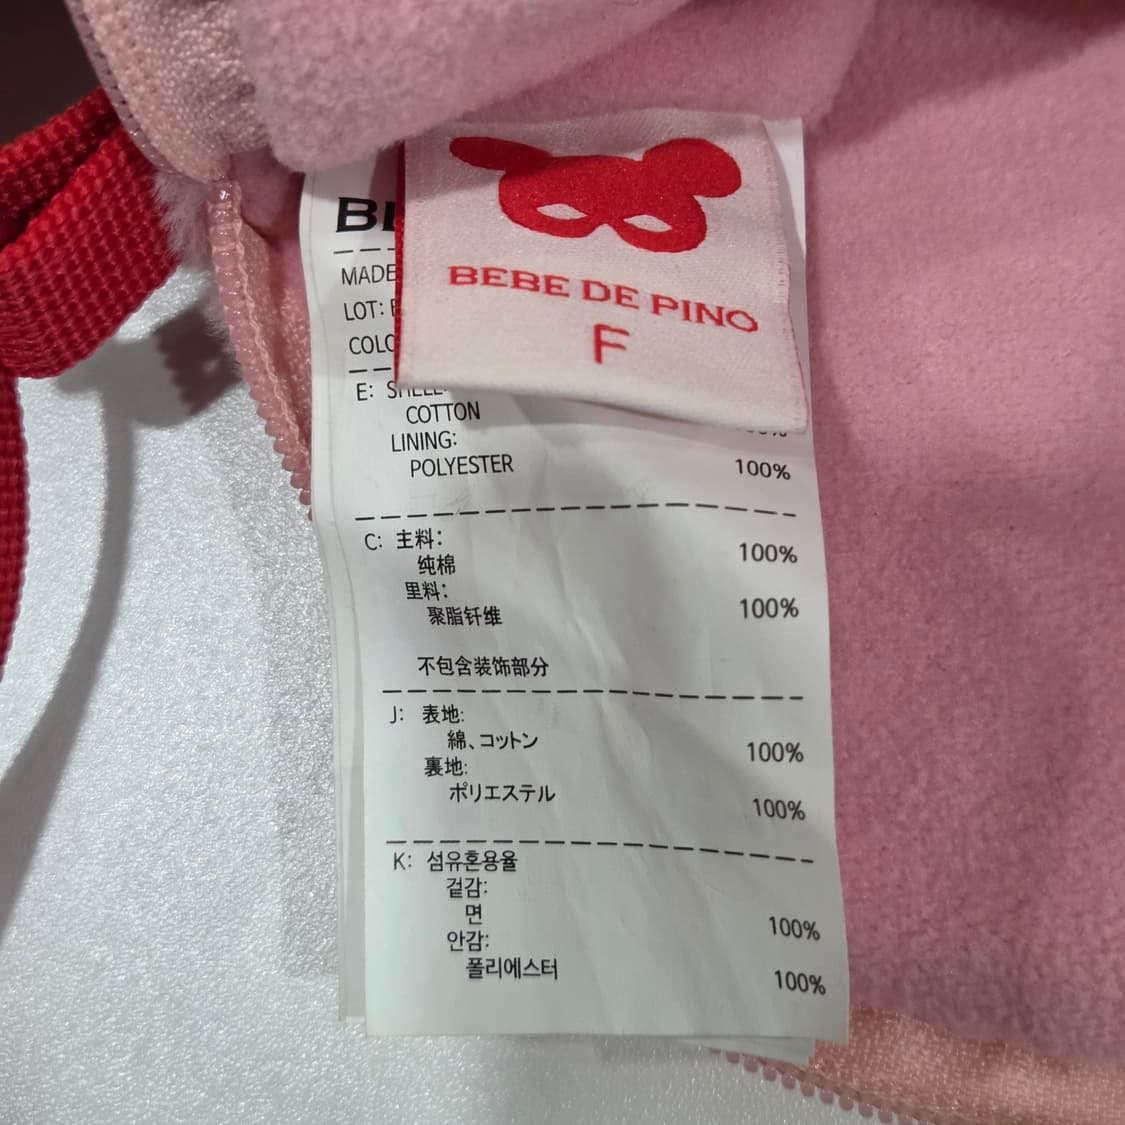 BEBE DE PINO
F
MADE
LOT:
E: SHELL:
COTTON
LINING:
POLYESTER 100%
C: 主料:
纯棉 100%
里料:
聚脂钎维 100%
不包含装饰部分
J: 表地:
綿、コットン 100%
裏地:
ポリエステル 100%
K: 섬유혼용율
겉감:
면 100%
안감:
폴리에스터 100%